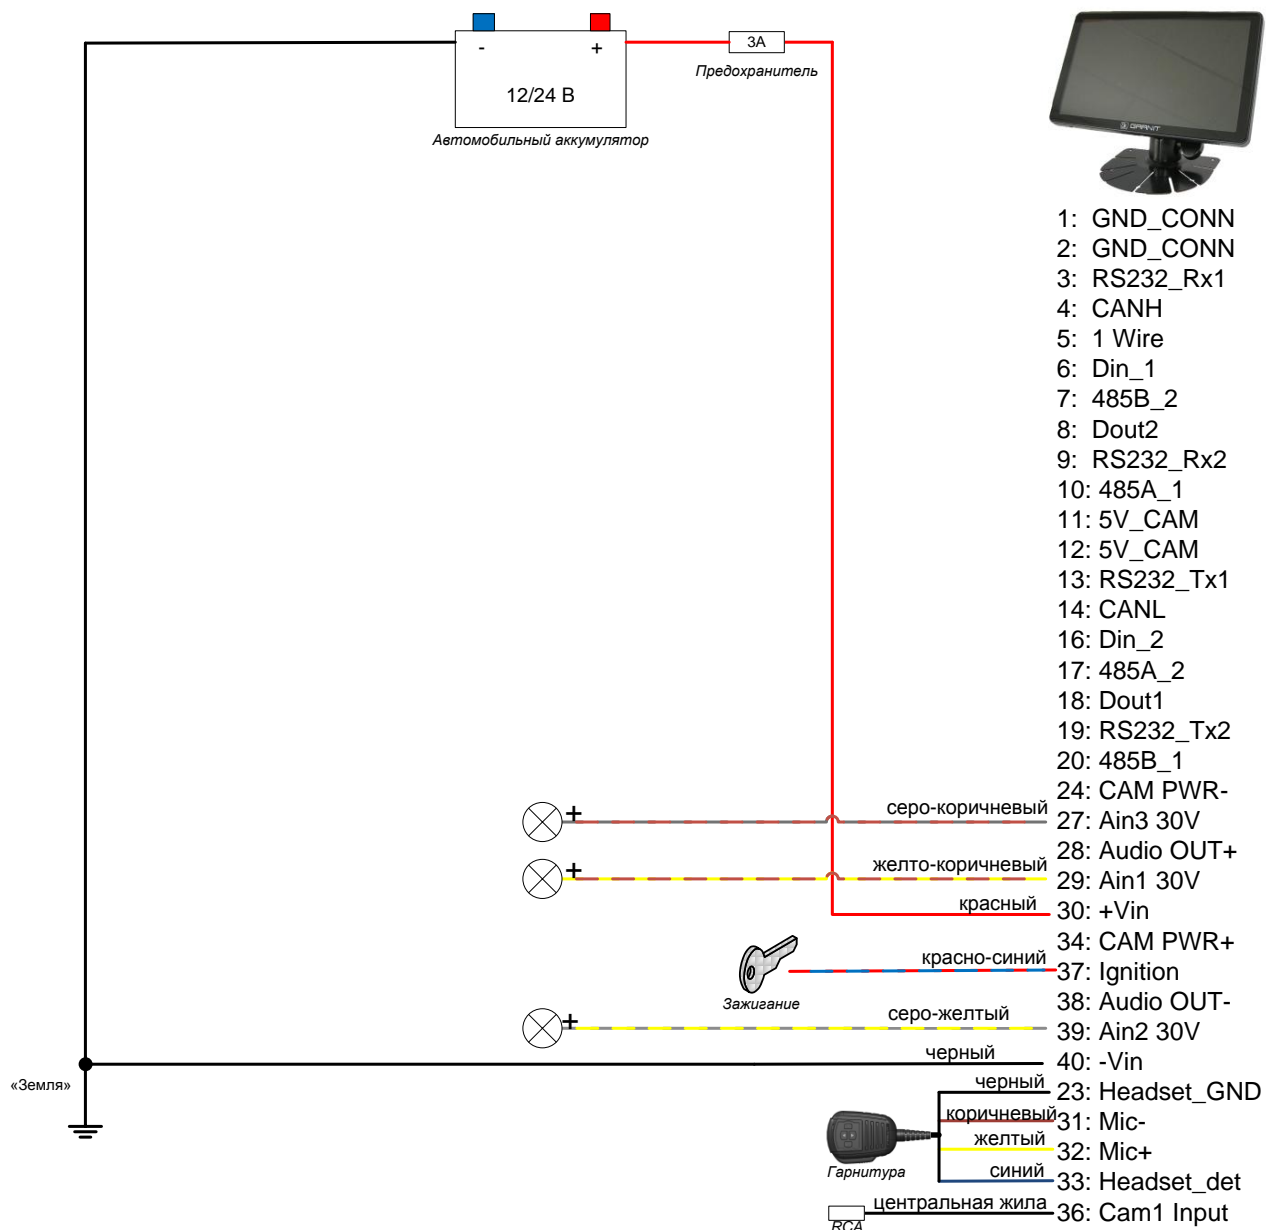 - +
3А
Предохранитель
12/24 В
Автомобильный аккумулятор
GRANIT
1: GND_CONN
2: GND_CONN
3: RS232_Rx1
4: CANH
5: 1 Wire
6: Din_1
7: 485B_2
8: Dout2
9: RS232_Rx2
10: 485A_1
11: 5V_CAM
12: 5V_CAM
13: RS232_Tx1
14: CANL
16: Din_2
17: 485A_2
18: Dout1
19: RS232_Tx2
20: 485B_1
24: CAM PWR-
+ серо-коричневый 27: Ain3 30V
28: Audio OUT+
+ желто-коричневый 29: Ain1 30V
красный 30: +Vin
34: CAM PWR+
красно-синий 37: Ignition
Зажигание
38: Audio OUT-
+ серо-желтый 39: Ain2 30V
черный 40: -Vin
«Земля»
черный 23: Headset_GND
коричневый 31: Mic-
желтый 32: Mic+
синий 33: Headset_det
Гарнитура
центральная жила 36: Cam1 Input
RCA